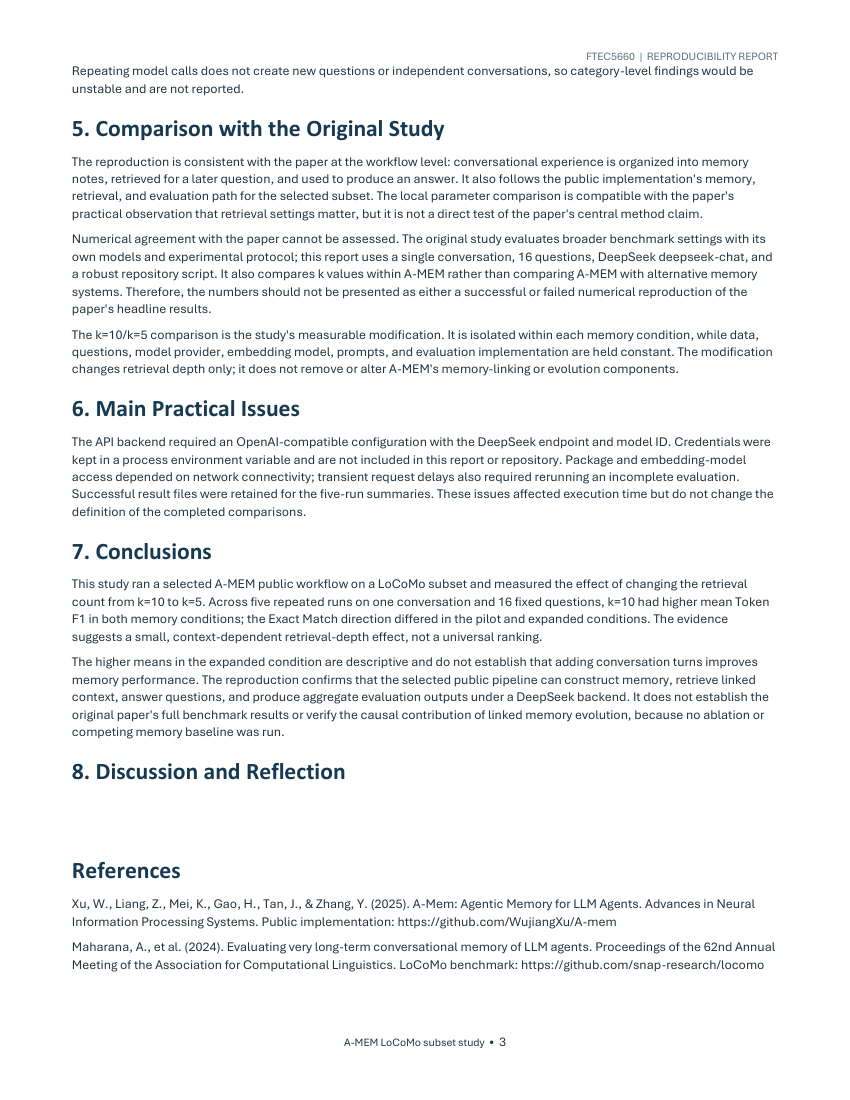 FTEC5660 | REPRODUCIBILITY REPORT
Repeating model calls does not create new questions or independent conversations, so category-level findings would be
unstable and are not reported.
5. Comparison with the Original Study
The reproduction is consistent with the paper at the workflow level: conversational experience is organized into memory
notes, retrieved for a later question, and used to produce an answer. It also follows the public implementation's memory,
retrieval, and evaluation path for the selected subset. The local parameter comparison is compatible with the paper's
practical observation that retrieval settings matter, but it is not a direct test of the paper's central method claim.
Numerical agreement with the paper cannot be assessed. The original study evaluates broader benchmark settings with its
own models and experimental protocol; this report uses a single conversation, 16 questions, DeepSeek deepseek-chat, and
a robust repository script. It also compares k values within A-MEM rather than comparing A-MEM with alternative memory
systems. Therefore, the numbers should not be presented as either a successful or failed numerical reproduction of the
paper's headline results.
The k=10/k=5 comparison is the study's measurable modification. It is isolated within each memory condition, while data,
questions, model provider, embedding model, prompts, and evaluation implementation are held constant. The modification
changes retrieval depth only; it does not remove or alter A-MEM's memory-linking or evolution components.
6. Main Practical Issues
The API backend required an OpenAI-compatible configuration with the DeepSeek endpoint and model ID. Credentials were
kept in a process environment variable and are not included in this report or repository. Package and embedding-model
access depended on network connectivity; transient request delays also required rerunning an incomplete evaluation.
Successful result files were retained for the five-run summaries. These issues affected execution time but do not change the
definition of the completed comparisons.
7. Conclusions
This study ran a selected A-MEM public workflow on a LoCoMo subset and measured the effect of changing the retrieval
count from k=10 to k=5. Across five repeated runs on one conversation and 16 fixed questions, k=10 had higher mean Token
F1 in both memory conditions; the Exact Match direction differed in the pilot and expanded conditions. The evidence
suggests a small, context-dependent retrieval-depth effect, not a universal ranking.
The higher means in the expanded condition are descriptive and do not establish that adding conversation turns improves
memory performance. The reproduction confirms that the selected public pipeline can construct memory, retrieve linked
context, answer questions, and produce aggregate evaluation outputs under a DeepSeek backend. It does not establish the
original paper's full benchmark results or verify the causal contribution of linked memory evolution, because no ablation or
competing memory baseline was run.
8. Discussion and Reflection
References
Xu, W., Liang, Z., Mei, K., Gao, H., Tan, J., & Zhang, Y. (2025). A-Mem: Agentic Memory for LLM Agents. Advances in Neural
Information Processing Systems. Public implementation: https://github.com/WujiangXu/A-mem
Maharana, A., et al. (2024). Evaluating very long-term conversational memory of LLM agents. Proceedings of the 62nd Annual
Meeting of the Association for Computational Linguistics. LoCoMo benchmark: https://github.com/snap-research/locomo
A-MEM LoCoMo subset study • 3